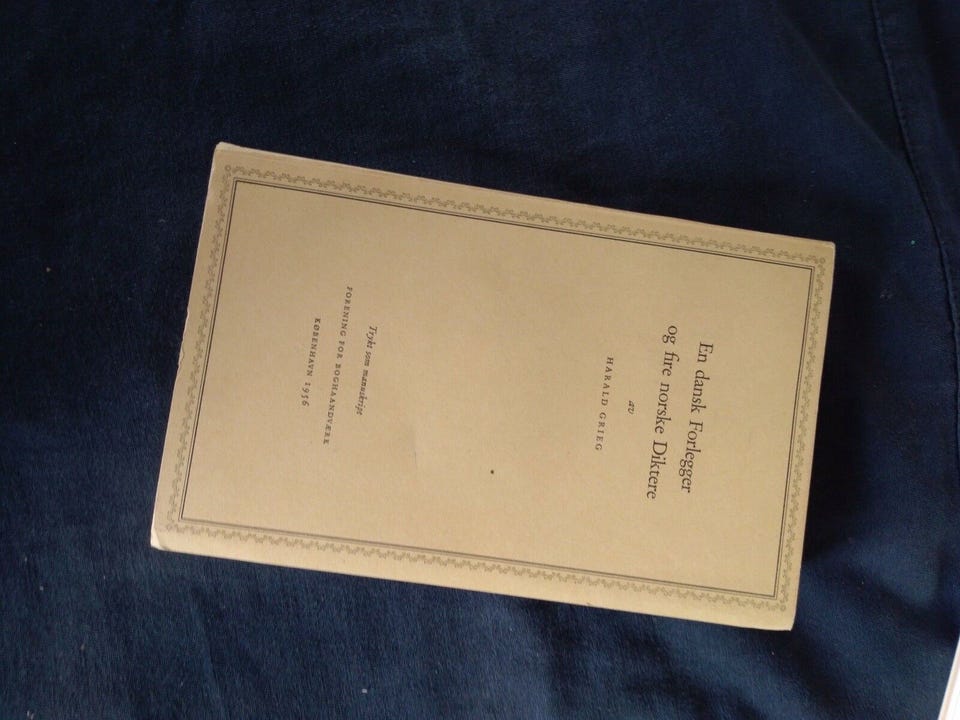 En dansk Forlegger
og fire norske Diktere
av
HARALD GRIEG
Trykt som manuskript
FORENING FOR BOGHAANDVÆRK
KØBENHAVN 1956